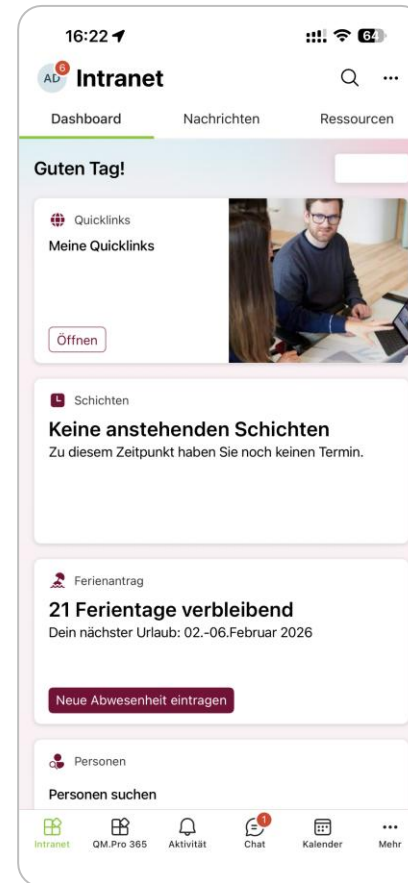 16:22
64
AD
6
Intranet
Dashboard
Nachrichten
Ressourcen
Guten Tag!
Quicklinks
Meine Quicklinks
Öffnen
Schichten
Keine anstehenden Schichten
Zu diesem Zeitpunkt haben Sie noch keinen Termin.
Ferienantrag
21 Ferientage verbleibend
Dein nächster Urlaub: 02.-06.Februar 2026
Neue Abwesenheit eintragen
Personen
Personen suchen
1
Intranet
QM.Pro 365
Aktivität
Chat
Kalender
Mehr